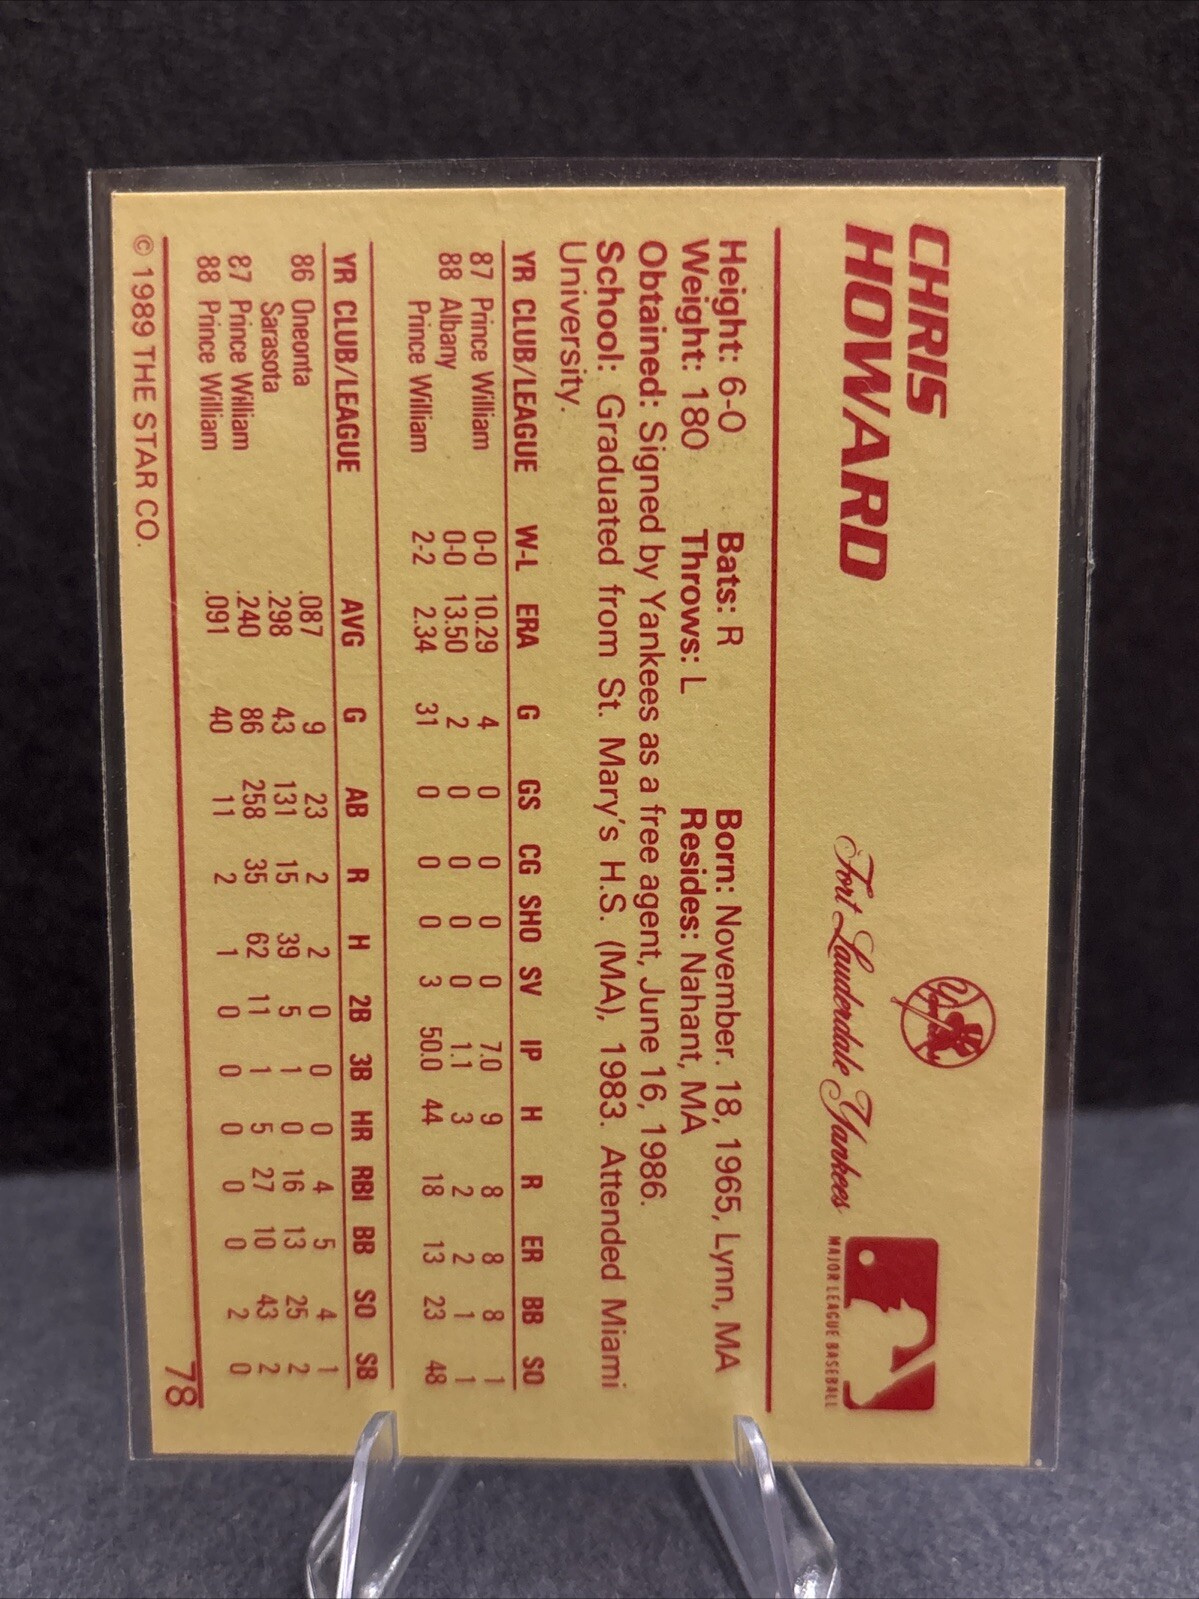 CHRIS
HOWARD
Fort Lauderdale Yankees
MAJOR LEAGUE BASEBALL
Height: 6-0 Bats: R Born: November. 18, 1965, Lynn, MA
Weight: 180 Throws: L Resides: Nahant, MA
Obtained: Signed by Yankees as a free agent, June 16, 1986.
School: Graduated from St. Mary's H.S. (MA), 1983. Attended Miami
University.
YR CLUB/LEAGUE W-L ERA G GS CG SHO SV IP H R ER BB SO
87 Prince William 0-0 10.29 4 0 0 0 0 7.0 9 8 8 8 1
88 Albany 0-0 13.50 2 0 0 0 0 1.1 3 2 2 1 1
Prince William 2-2 2.34 31 0 0 0 3 50.0 44 18 13 23 48
YR CLUB/LEAGUE AVG G AB R H 2B 3B HR RBI BB SO SB
86 Oneonta .087 9 23 2 2 0 0 0 4 5 4 1
Sarasota .298 43 131 15 39 5 1 0 16 13 25 2
87 Prince William .240 86 258 35 62 11 1 5 27 10 43 2
88 Prince William .091 40 11 2 1 0 0 0 0 0 2 0
© 1989 THE STAR CO.
78